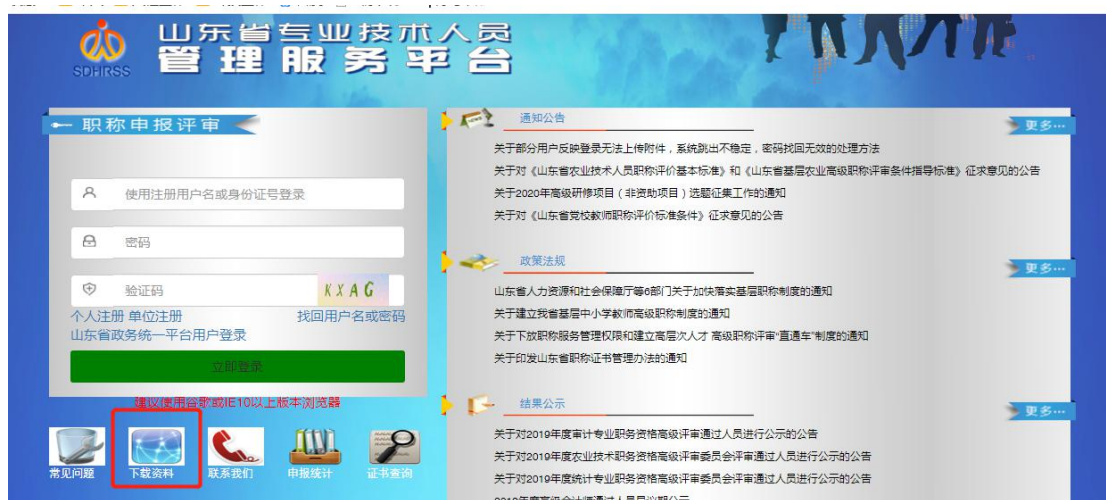 SDHRSS
山东省专业技术人员
管理服务平台
职称申报评审
使用注册用户名或身份证号登录
密码
验证码
KXAG
个人注册 单位注册
找回用户名或密码
山东省政务统一平台用户登录
立即登录
建议使用谷歌或IE10以上版本浏览器
常见问题
下载资料
联系我们
申报统计
证书查询
通知公告
更多…
关于部分用户反映登录无法上传附件，系统跳出不稳定，密码找回无效的处理方法
关于对《山东省农业技术人员职称评价基本标准》和《山东省基层农业高级职称评审条件指导标准》征求意见的公告
关于2020年高级研修项目（非资助项目）选题征集工作的通知
关于对《山东省党校教师职称评价标准条件》征求意见的公告
政策法规
更多…
山东省人力资源和社会保障厅等6部门关于加快落实基层职称制度的通知
关于建立我省基层中小学教师高级职称制度的通知
关于下放职称服务管理权限和建立高层次人才 高级职称评审“直通车”制度的通知
关于印发山东省职称证书管理办法的通知
结果公示
更多…
关于对2019年度审计专业职务资格高级评审通过人员进行公示的公告
关于对2019年度农业技术职务资格高级评审委员会评审通过人员进行公示的公告
关于对2019年度统计专业职务资格高级评审委员会评审通过人员进行公示的公告